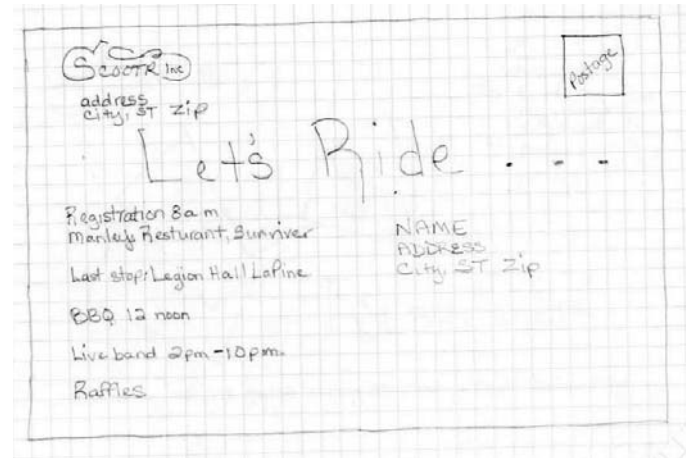 Scootr Inc
Postage
address
City, ST Zip
Let's Ride . . .
Registration 8am
Manleys Resturant, Sunriver
Last stop: Legion Hall LaPine
BBQ 12 noon
Live band 2pm-10pm.
Raffles
NAME
ADDRESS
City, ST Zip